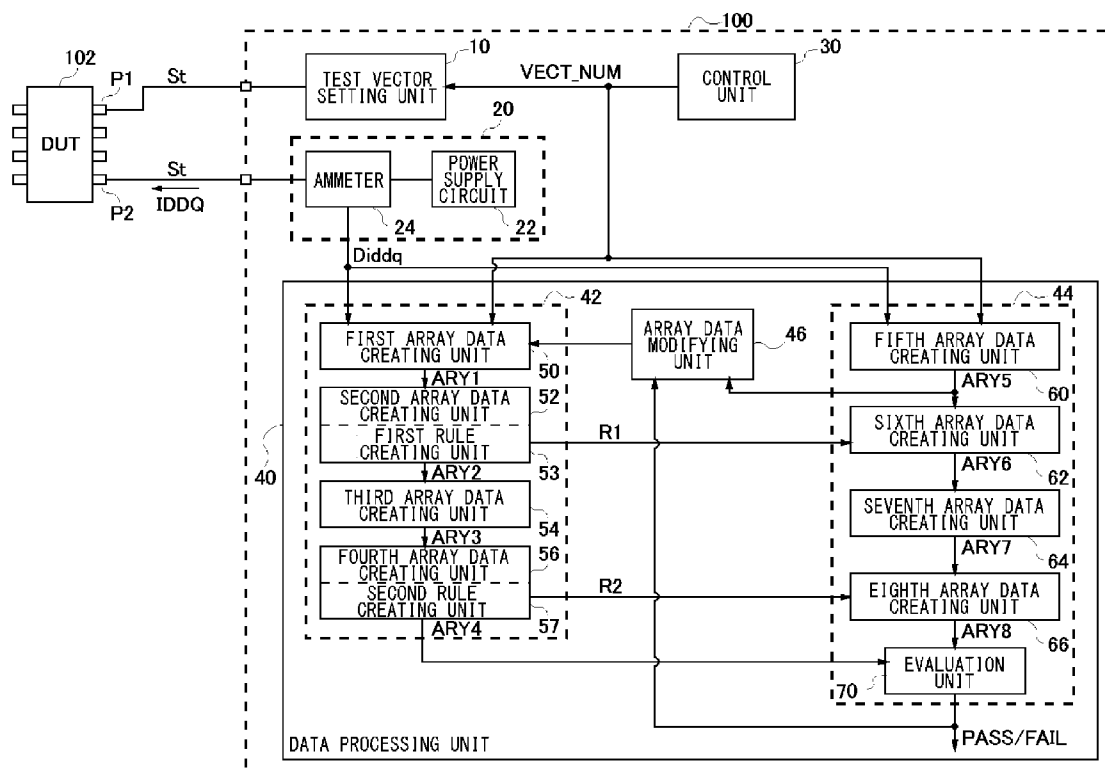 100
102
P1
St
10
TEST VECTOR
SETTING UNIT
VECT_NUM
30
CONTROL
UNIT
DUT
20
St
IDDQ
P2
AMMETER
24
POWER
SUPPLY
CIRCUIT
22
Diddq
42
44
FIRST ARRAY DATA
CREATING UNIT
50
ARY1
ARRAY DATA
MODIFYING
UNIT
46
FIFTH ARRAY DATA
CREATING UNIT
60
ARY5
SECOND ARRAY DATA
CREATING UNIT
52
FIRST RULE
CREATING UNIT
53
ARY2
R1
SIXTH ARRAY DATA
CREATING UNIT
62
ARY6
40
THIRD ARRAY DATA
CREATING UNIT
54
ARY3
SEVENTH ARRAY DATA
CREATING UNIT
64
ARY7
FOURTH ARRAY DATA
CREATING UNIT
56
SECOND RULE
CREATING UNIT
57
ARY4
R2
EIGHTH ARRAY DATA
CREATING UNIT
66
ARY8
EVALUATION
UNIT
70
DATA PROCESSING UNIT
PASS/FAIL